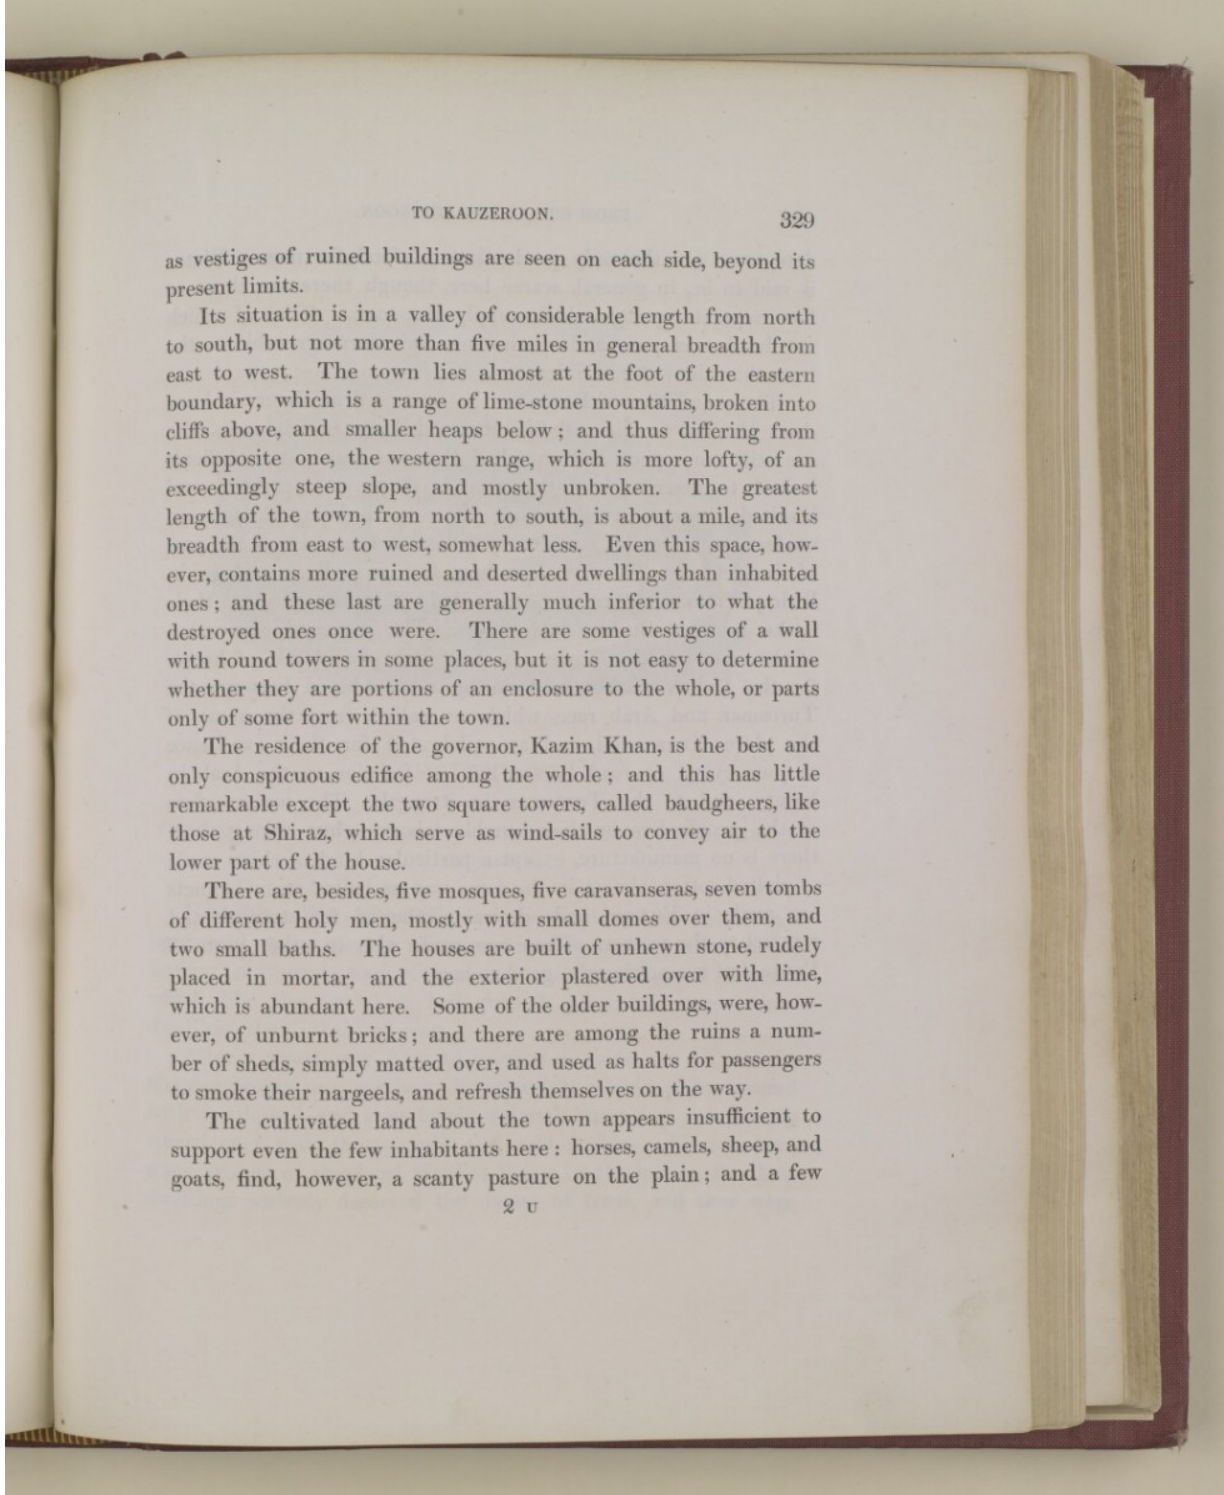 TO KAUZEROON. 329
as vestiges of ruined buildings are seen on each side, beyond its
present limits.
Its situation is in a valley of considerable length from north
to south, but not more than five miles in general breadth from
east to west. The town lies almost at the foot of the eastern
boundary, which is a range of lime-stone mountains, broken into
cliffs above, and smaller heaps below; and thus differing from
its opposite one, the western range, which is more lofty, of an
exceedingly steep slope, and mostly unbroken. The greatest
length of the town, from north to south, is about a mile, and its
breadth from east to west, somewhat less. Even this space, how-
ever, contains more ruined and deserted dwellings than inhabited
ones; and these last are generally much inferior to what the
destroyed ones once were. There are some vestiges of a wall
with round towers in some places, but it is not easy to determine
whether they are portions of an enclosure to the whole, or parts
only of some fort within the town.
The residence of the governor, Kazim Khan, is the best and
only conspicuous edifice among the whole; and this has little
remarkable except the two square towers, called baudgheers, like
those at Shiraz, which serve as wind-sails to convey air to the
lower part of the house.
There are, besides, five mosques, five caravanseras, seven tombs
of different holy men, mostly with small domes over them, and
two small baths. The houses are built of unhewn stone, rudely
placed in mortar, and the exterior plastered over with lime,
which is abundant here. Some of the older buildings, were, how-
ever, of unburnt bricks; and there are among the ruins a num-
ber of sheds, simply matted over, and used as halts for passengers
to smoke their nargeels, and refresh themselves on the way.
The cultivated land about the town appears insufficient to
support even the few inhabitants here: horses, camels, sheep, and
goats, find, however, a scanty pasture on the plain; and a few
2 U